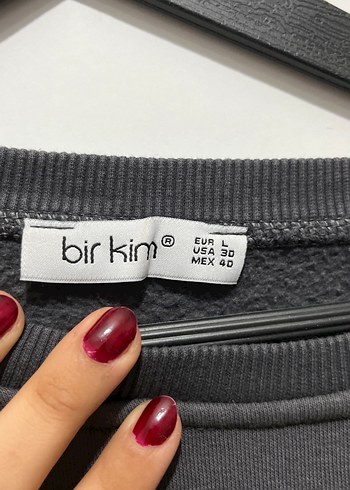 bir kim®
EUR L
USA 30
MEX 40